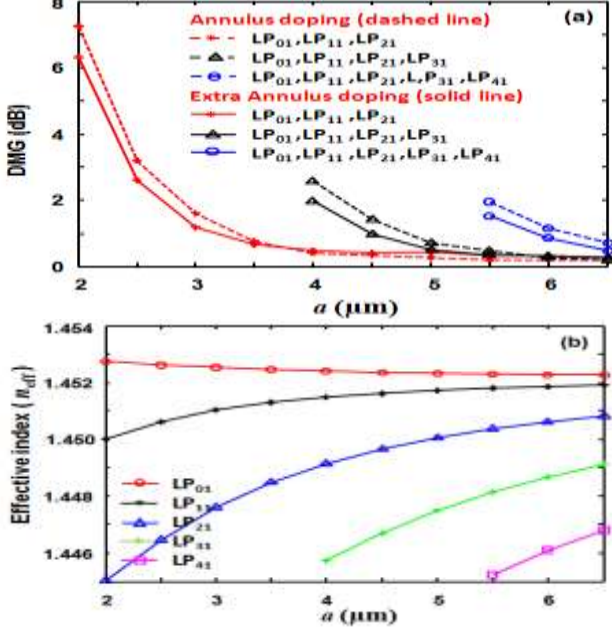 8
6
4
2
0
DMG (dB)
(a)
Annulus doping (dashed line)
LP01,LP11,LP21
LP01,LP11,LP21,LP31
LP01,LP11,LP21,L,P31,LP41
Extra Annulus doping (solid line)
LP01,LP11,LP21
LP01,LP11,LP21,LP31
LP01,LP11,LP21,LP31,LP41
2 3 4 5 6
a (μm)
1.454
1.452
1.450
1.448
1.446
Effective index (neff)
(b)
LP01
LP11
LP21
LP31
LP41
2 3 4 5 6
a (μm)